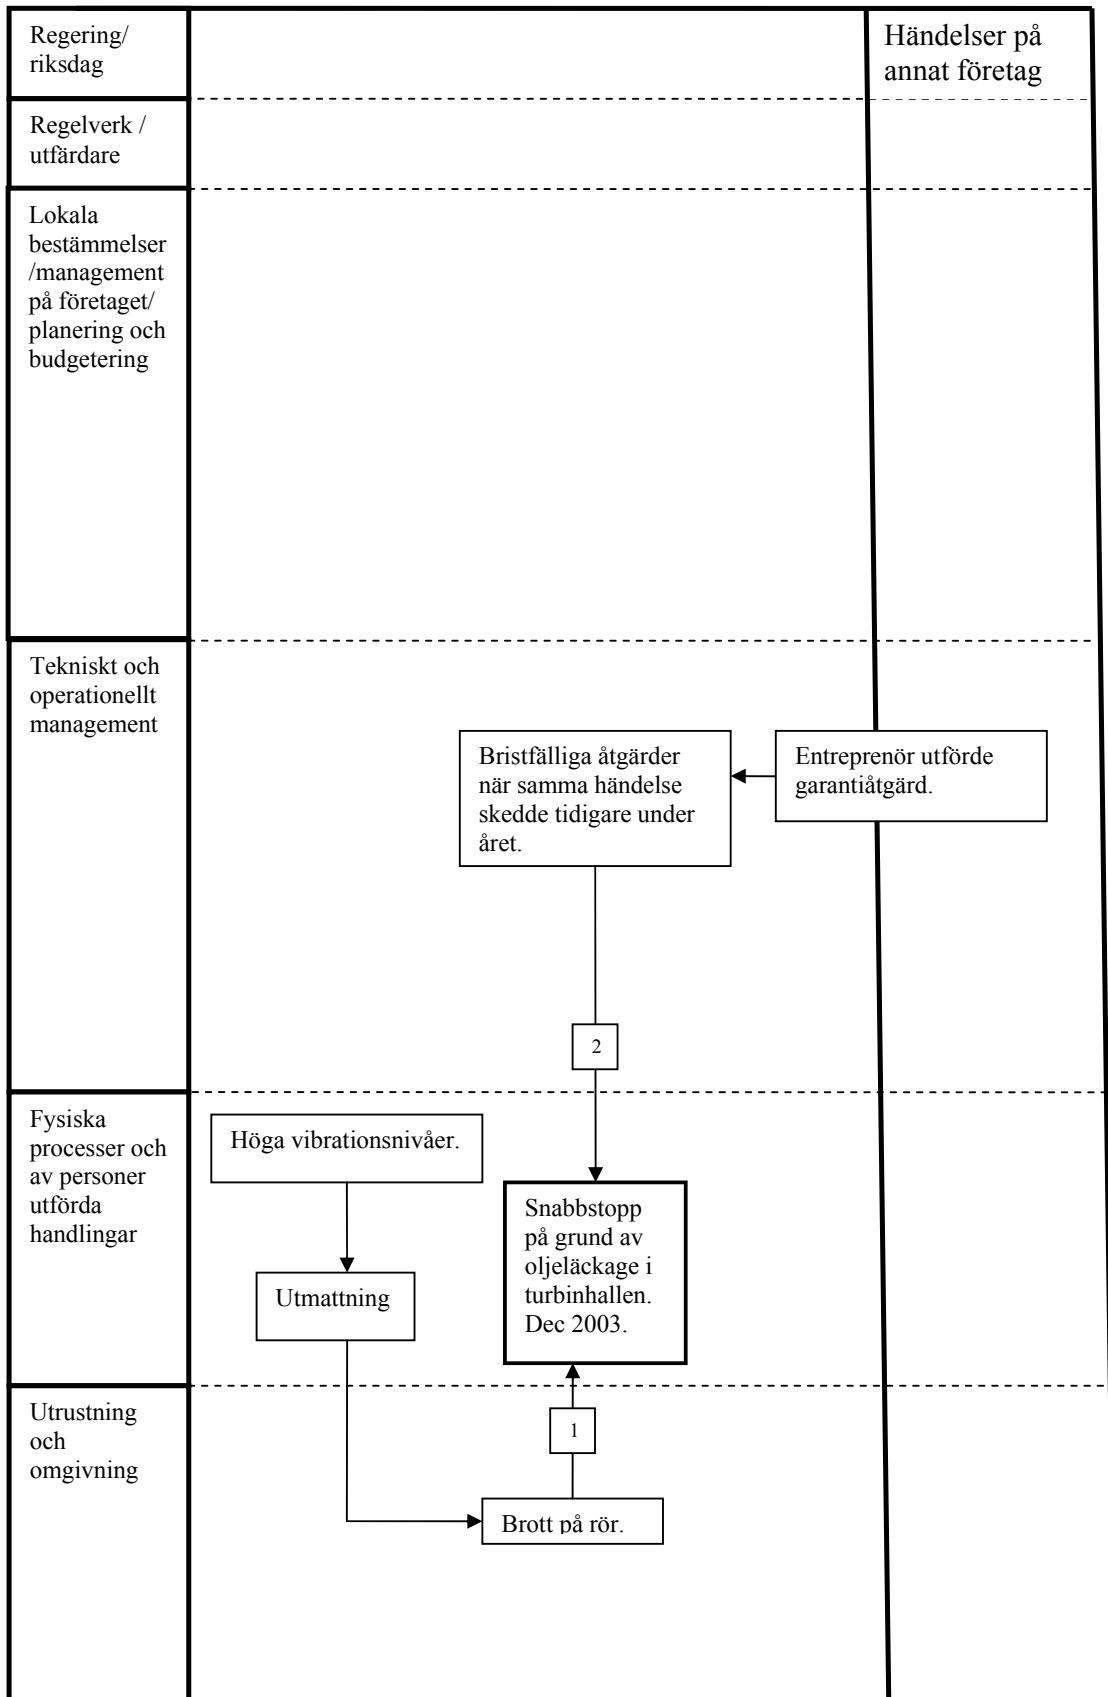 Regering/
riksdag
Händelser på
annat företag
Regelverk /
utfärdare
Lokala
bestämmelser
/management
på företaget/
planering och
budgetering
Tekniskt och
operationellt
management
Bristfälliga åtgärder
när samma händelse
skedde tidigare under
året.
Entreprenör utförde
garantiåtgärd.
2
Fysiska
processer och
av personer
utförda
handlingar
Höga vibrationsnivåer.
Utmattning
Snabbstopp
på grund av
oljeläckage i
turbinhallen.
Dec 2003.
Utrustning
och
omgivning
1
Brott på rör.